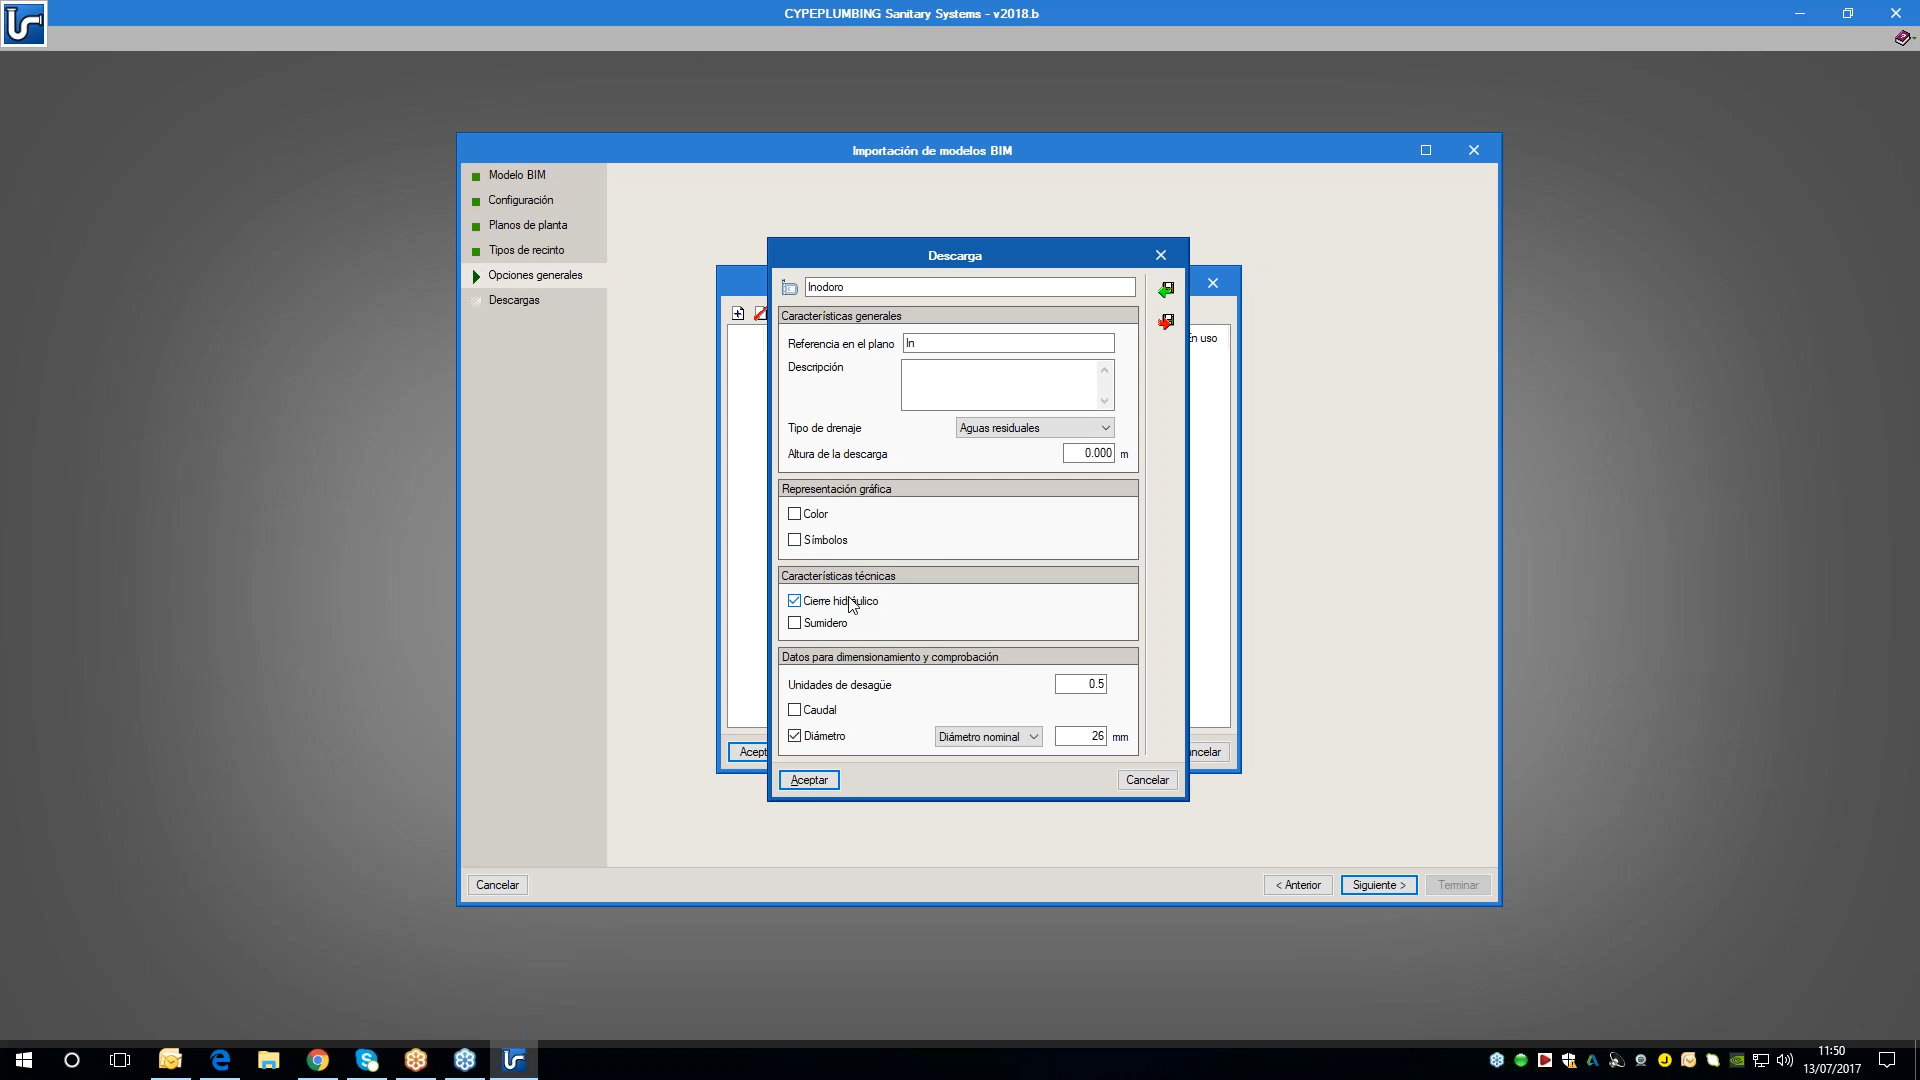 CYPEPLUMBING Sanitary Systems - v2018.b
Importación de modelos BIM
Modelo BIM
Configuración
Planos de planta
Tipos de recinto
Opciones generales
Descargas
Descarga
Inodoro
Características generales
Referencia en el plano In
Descripción
Tipo de drenaje Aguas residuales
Altura de la descarga 0.000 m
En uso
Representación gráfica
Color
Símbolos
Características técnicas
Cierre hidráulico
Sumidero
Datos para dimensionamiento y comprobación
Unidades de desagüe 0.5
Caudal
Diámetro Diámetro nominal 26 mm
Acept
ncelar
Aceptar Cancelar
Cancelar < Anterior Siguiente > Terminar
11:50
13/07/2017